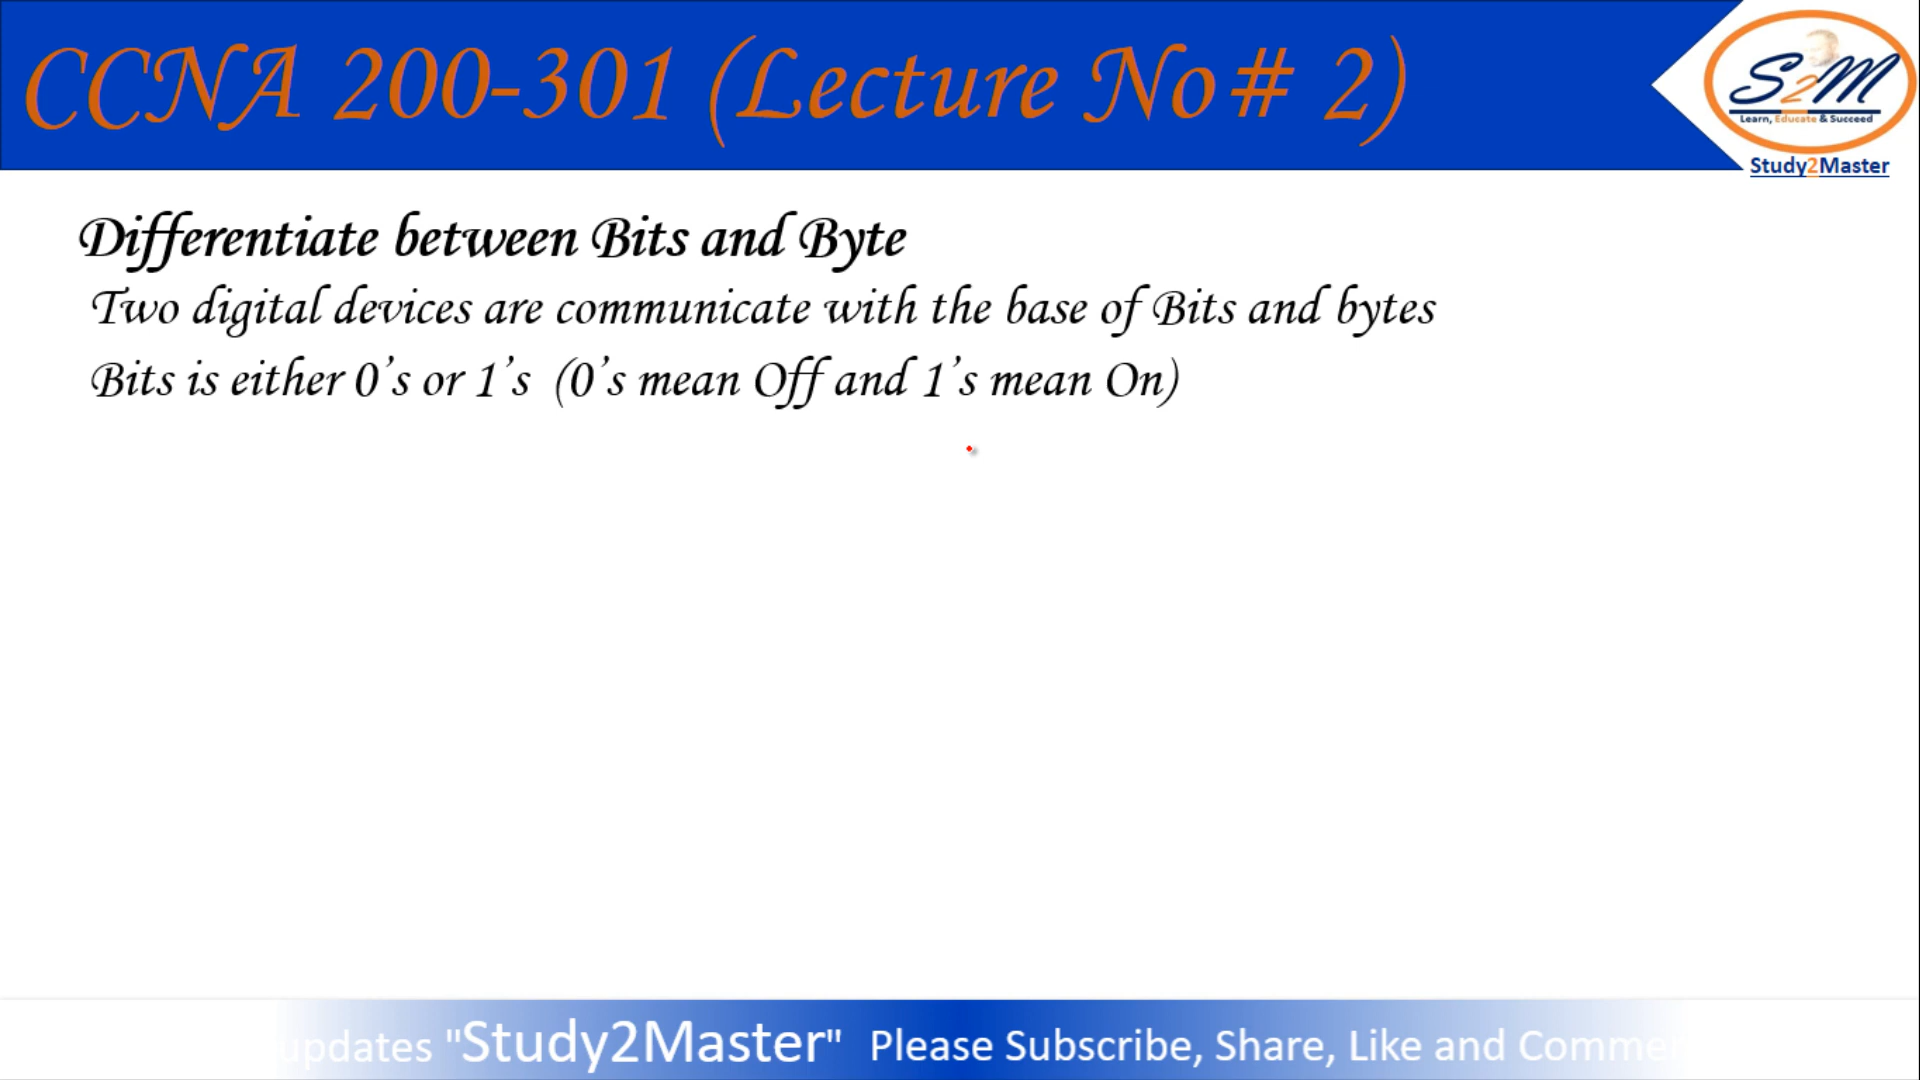 CCNA 200-301 (Lecture No# 2)
S2M
Learn, Educate & Succeed
Study2Master
Differentiate between Bits and Byte
Two digital devices are communicate with the base of Bits and bytes
Bits is either 0’s or 1’s (0’s mean Off and 1’s mean On)
updates "Study2Master" Please Subscribe, Share, Like and Comme